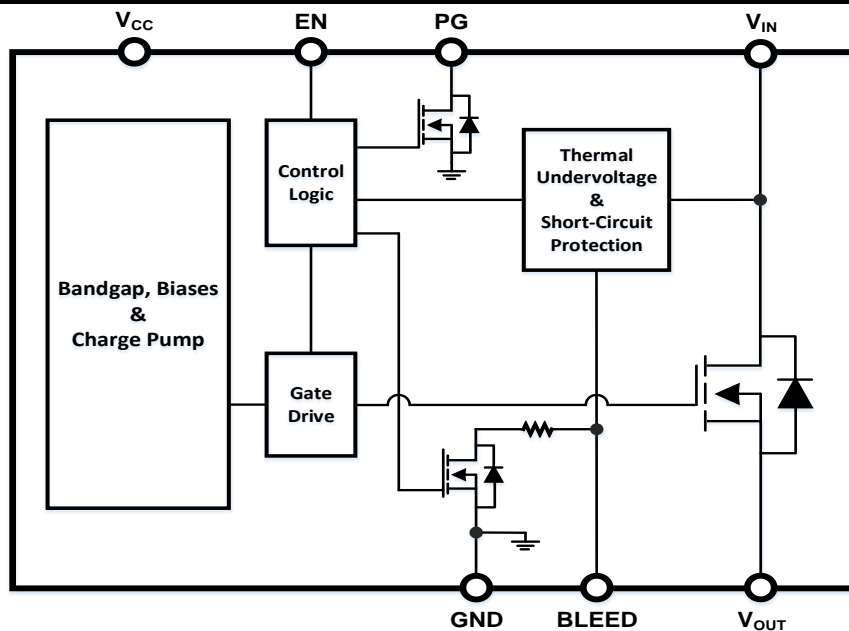 VCC
EN
PG
VIN
Control
Logic
Thermal
Undervoltage
&
Short-Circuit
Protection
Bandgap, Biases
&
Charge Pump
Gate
Drive
GND
BLEED
VOUT